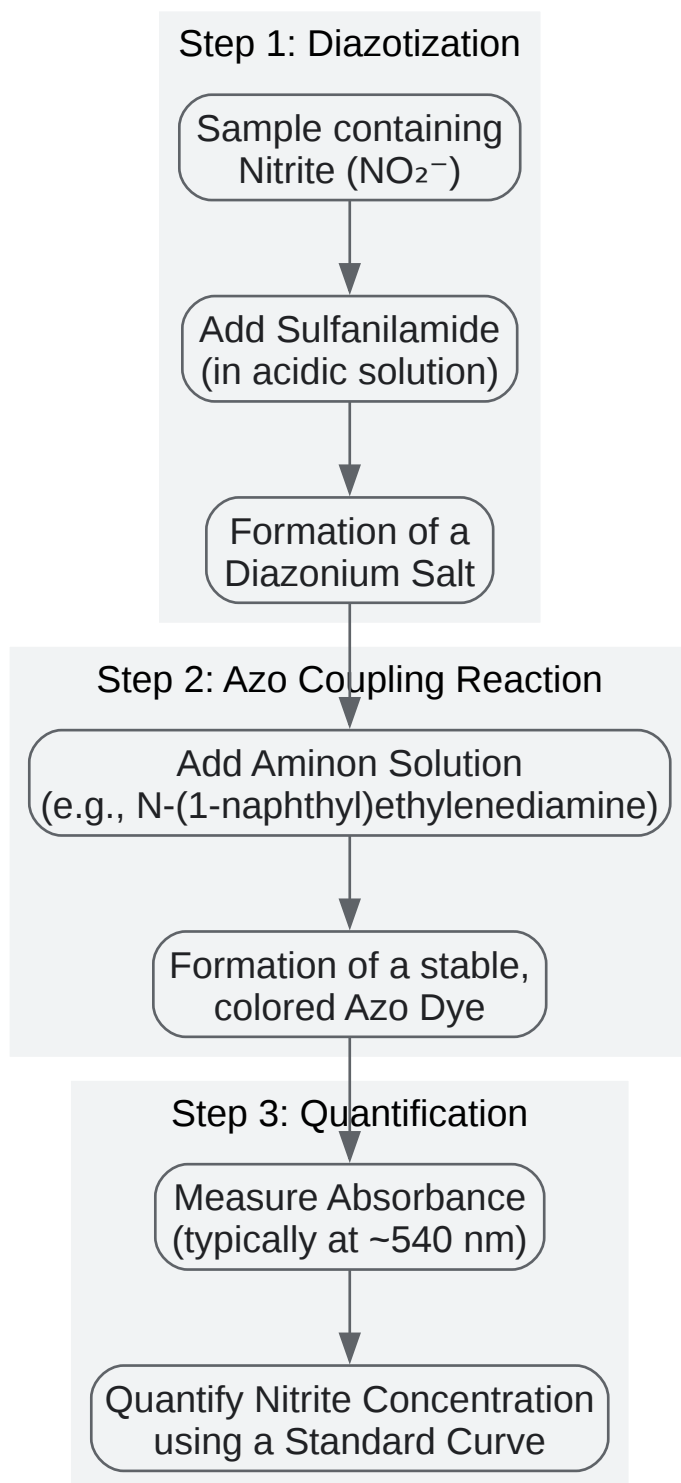 Step 1: Diazotization
Sample containing
Nitrite (NO₂⁻)
Add Sulfanilamide
(in acidic solution)
Formation of a
Diazonium Salt
Step 2: Azo Coupling Reaction
Add Aminon Solution
(e.g., N-(1-naphthyl)ethylenediamine)
Formation of a stable,
colored Azo Dye
Step 3: Quantification
Measure Absorbance
(typically at ~540 nm)
Quantify Nitrite Concentration
using a Standard Curve